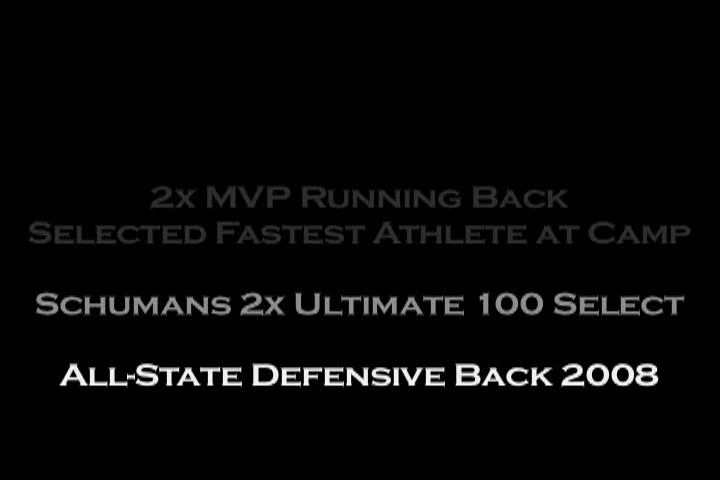 2x MVP Running Back
Selected Fastest Athlete at Camp
Schumans 2x Ultimate 100 Select
All-State Defensive Back 2008